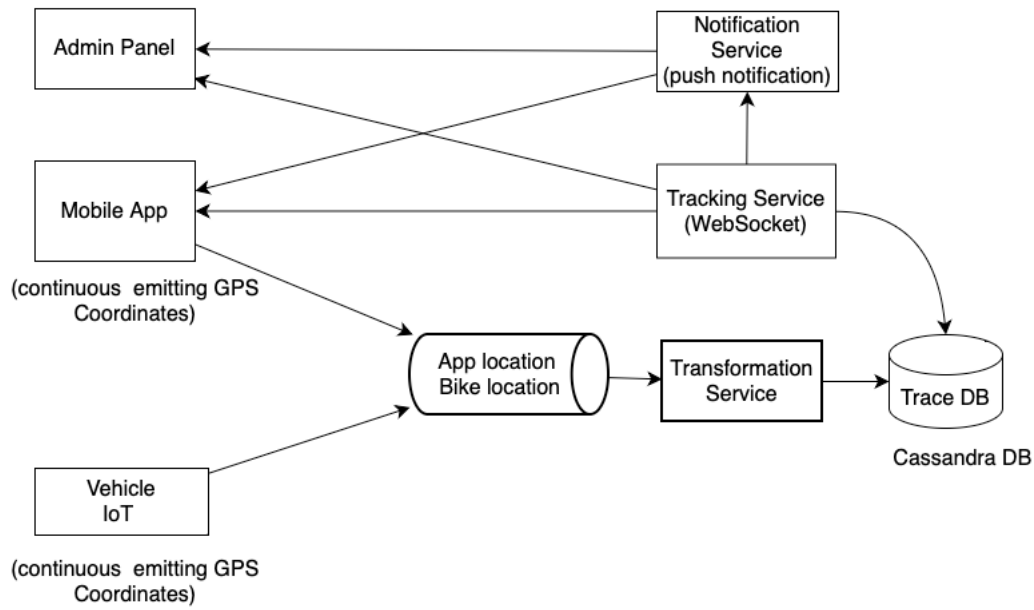 Admin Panel
Notification
Service
(push notification)
Mobile App
Tracking Service
(WebSocket)
(continuous emitting GPS
Coordinates)
App location
Bike location
Transformation
Service
Trace DB
Cassandra DB
Vehicle
IoT
(continuous emitting GPS
Coordinates)